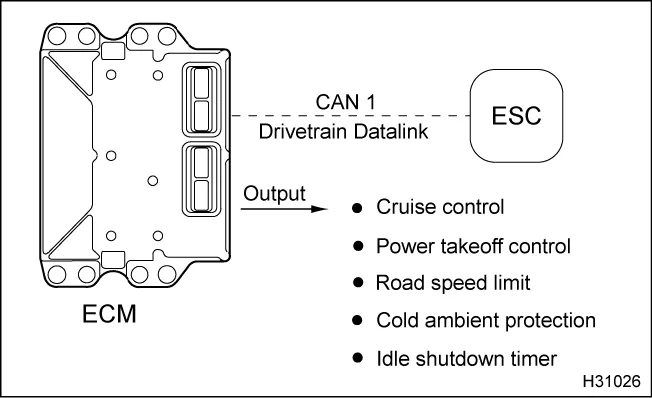 CAN 1
Drivetrain Datalink
ESC
Output
• Cruise control
• Power takeoff control
• Road speed limit
• Cold ambient protection
• Idle shutdown timer
ECM
H31026